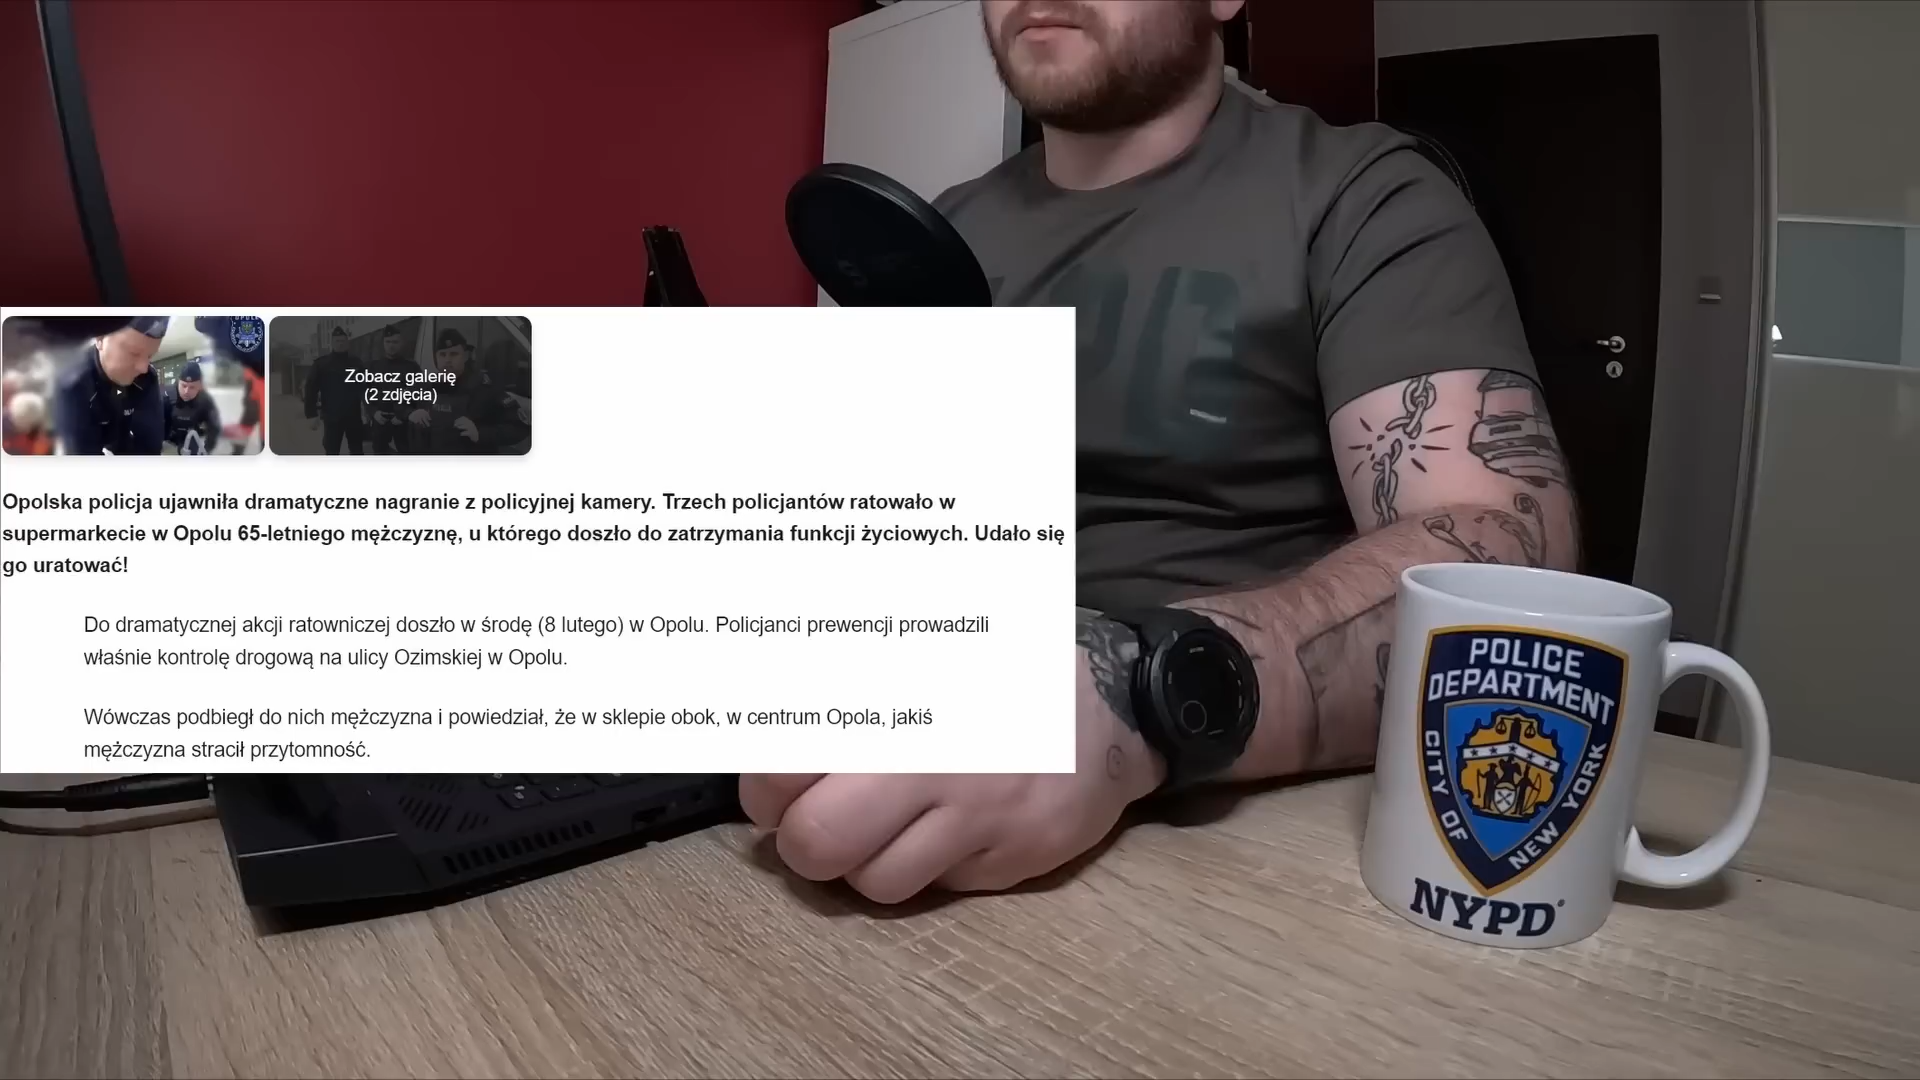 Zobacz galerię
(2 zdjęcia)
Opolska policja ujawniła dramatyczne nagranie z policyjnej kamery. Trzech policjantów ratowało w
supermarkecie w Opolu 65-letniego mężczyznę, u którego doszło do zatrzymania funkcji życiowych. Udało się
go uratować!
Do dramatycznej akcji ratowniczej doszło w środę (8 lutego) w Opolu. Policjanci prewencji prowadzili
właśnie kontrolę drogową na ulicy Ozimskiej w Opolu.
Wówczas podbiegł do nich mężczyzna i powiedział, że w sklepie obok, w centrum Opola, jakiś
mężczyzna stracił przytomność.
POLICE
DEPARTMENT
CITY OF
NEW YORK
NYPD